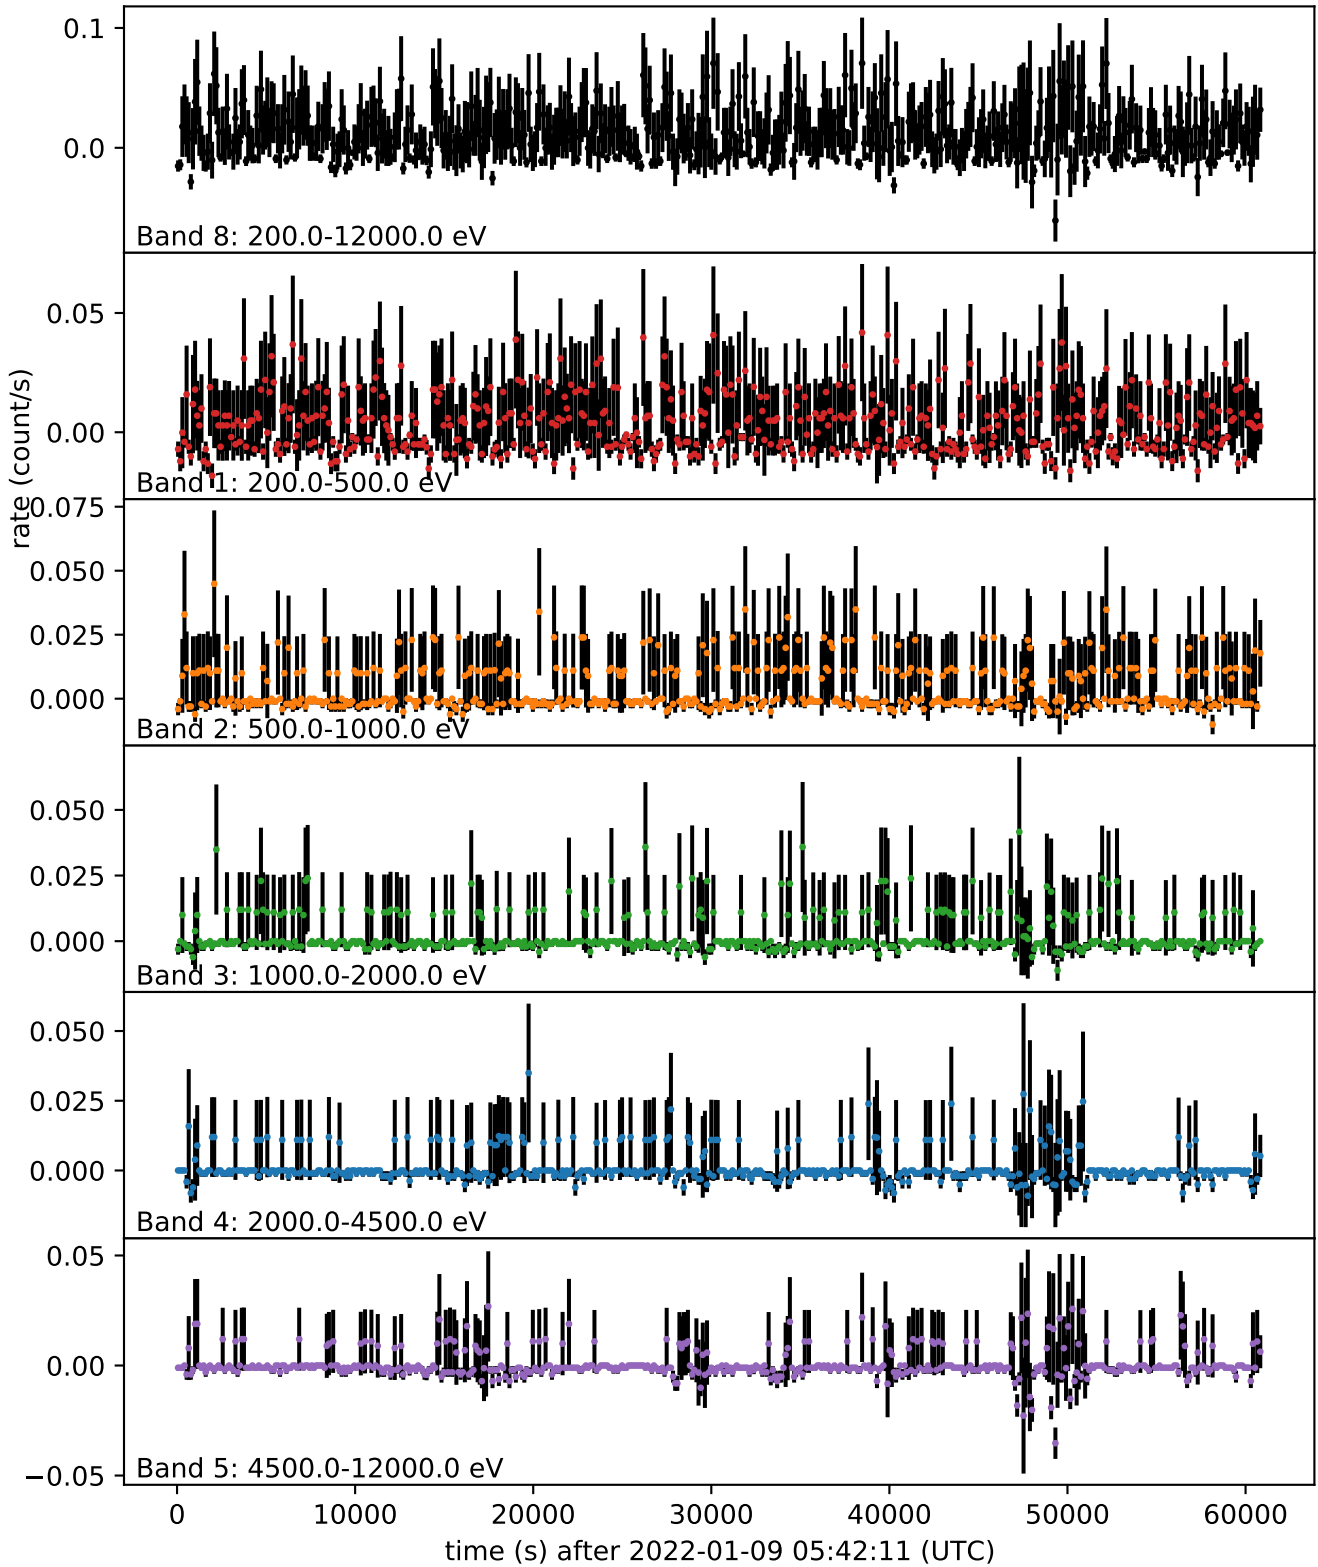 0.1
0.0
Band 8: 200.0-12000.0 eV
0.05
0.00
Band 1: 200.0-500.0 eV
rate (count/s)
0.075
0.050
0.025
0.000
Band 2: 500.0-1000.0 eV
0.050
0.025
0.000
Band 3: 1000.0-2000.0 eV
0.050
0.025
0.000
Band 4: 2000.0-4500.0 eV
0.05
0.00
−0.05
Band 5: 4500.0-12000.0 eV
0 10000 20000 30000 40000 50000 60000
time (s) after 2022-01-09 05:42:11 (UTC)